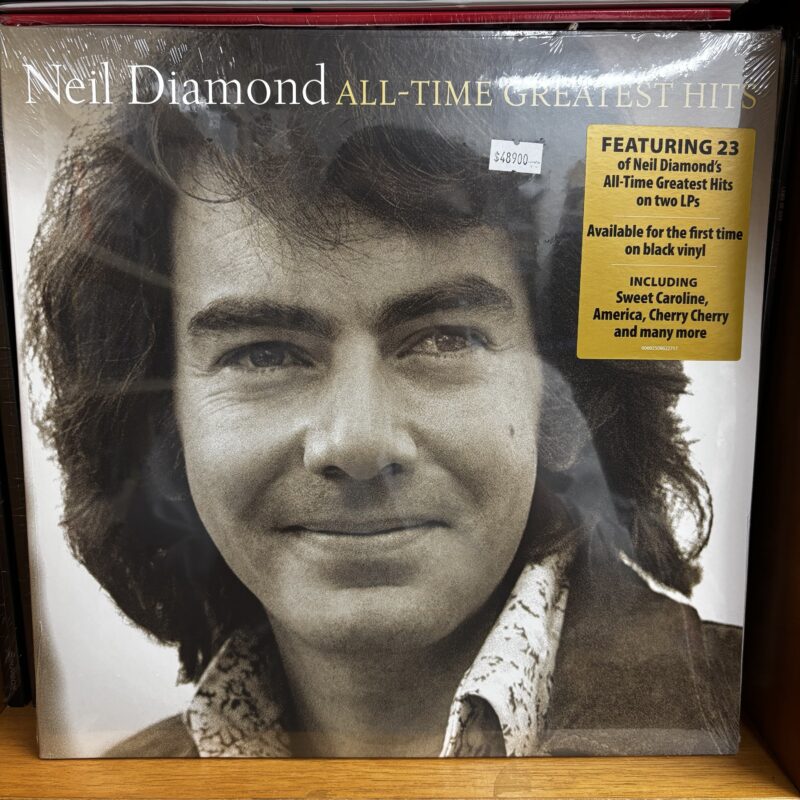 Neil Diamond ALL-TIME GREATEST HITS
$48900
FEATURING 23
of Neil Diamond's
All-Time Greatest Hits
on two LPs
Available for the first time
on black vinyl
INCLUDING
Sweet Caroline,
America, Cherry Cherry
and many more